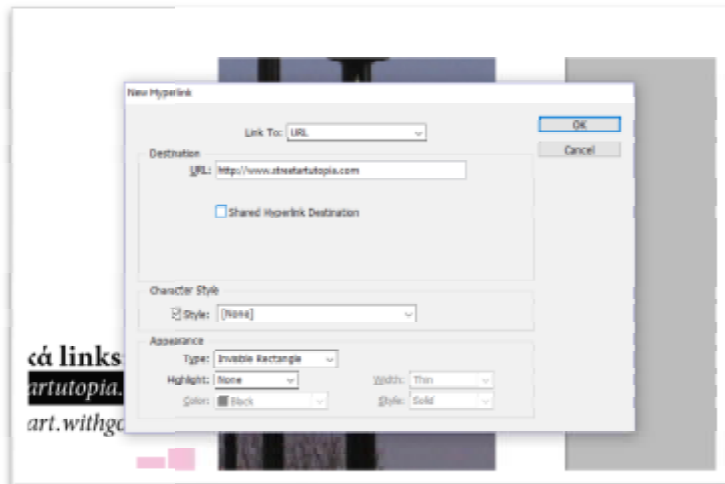 New Hyperlink
Link To: URL
OK
Destination
Cancel
URL: http://www.streetartutopia.com
Shared Hyperlink Destination
Character Style
Style: [None]
Appearance
Type: Invisible Rectangle
Highlight: None
Width: Thin
Color: Black
Style: Solid
κά links
artutopia.
art.withgo